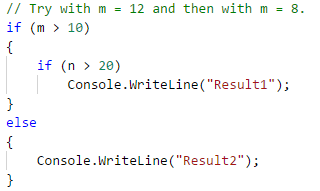 // Try with m = 12 and then with m = 8.
if (m > 10)
{
    if (n > 20)
        Console.WriteLine("Result1");
}
else
{
    Console.WriteLine("Result2");
}